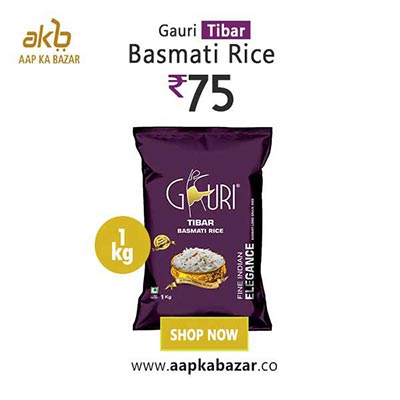 akb
AAP KA BAZAR
Gauri Tibar
Basmati Rice
₹75
1
kg
GAURI®
TIBAR
BASMATI RICE
FINE INDIAN
ELEGANCE
1 Kg
SHOP NOW
www.aapkabazar.co